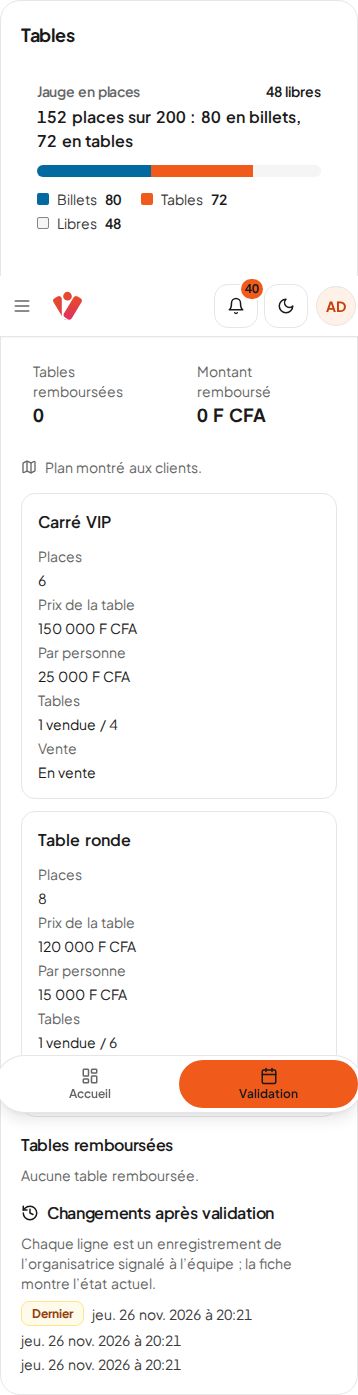 Tables
Jauge en places 48 libres
152 places sur 200 : 80 en billets,
72 en tables
Billets 80 Tables 72
Libres 48
40
AD
Tables
remboursées
0
Montant
remboursé
0 F CFA
Plan montré aux clients.
Carré VIP
Places
6
Prix de la table
150 000 F CFA
Par personne
25 000 F CFA
Tables
1 vendue / 4
Vente
En vente
Table ronde
Places
8
Prix de la table
120 000 F CFA
Par personne
15 000 F CFA
Tables
1 vendue / 6
Accueil
Validation
Tables remboursées
Aucune table remboursée.
Changements après validation
Chaque ligne est un enregistrement de
l'organisatrice signalé à l'équipe ; la fiche
montre l'état actuel.
Dernier jeu. 26 nov. 2026 à 20:21
jeu. 26 nov. 2026 à 20:21
jeu. 26 nov. 2026 à 20:21